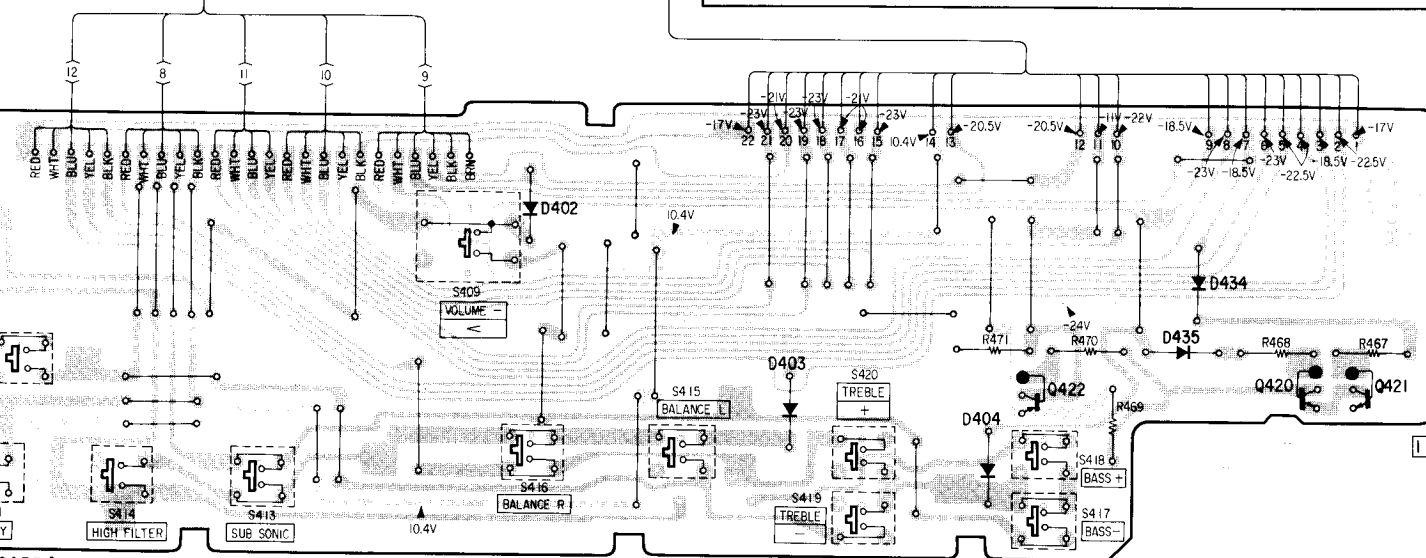 12
8
11
10
9
RED
WHT
BLU
YEL
BLK
RED
WHT
BLU
YEL
BLK
RED
WHT
BLU
YEL
RED
WHT
BLU
YEL
BLK
RED
WHT
BLU
YEL
BLK
BRN
-17V
-23V
-21V
-23V
-23V
-21V
-23V
22
21
20
19
18
17
16
15
10.4V
14
13
-20.5V
-20.5V
-11V
-22V
12
11
10
-18.5V
-17V
9
8
7
6
5
4
3
2
1
-23V
-18.5V
-23V
-22.5V
-18.5V
-22.5V
D402
10.4V
S409
VOLUME -
<
D434
-24V
R471
R470
D435
R468
R467
D403
S420
TREBLE
+
S415
BALANCE L
Q422
Q420
Q421
R469
D404
S418
BASS +
S416
BALANCE R
S419
TREBLE
-
S417
BASS-
S414
HIGH FILTER
S413
SUB SONIC
10.4V
Y